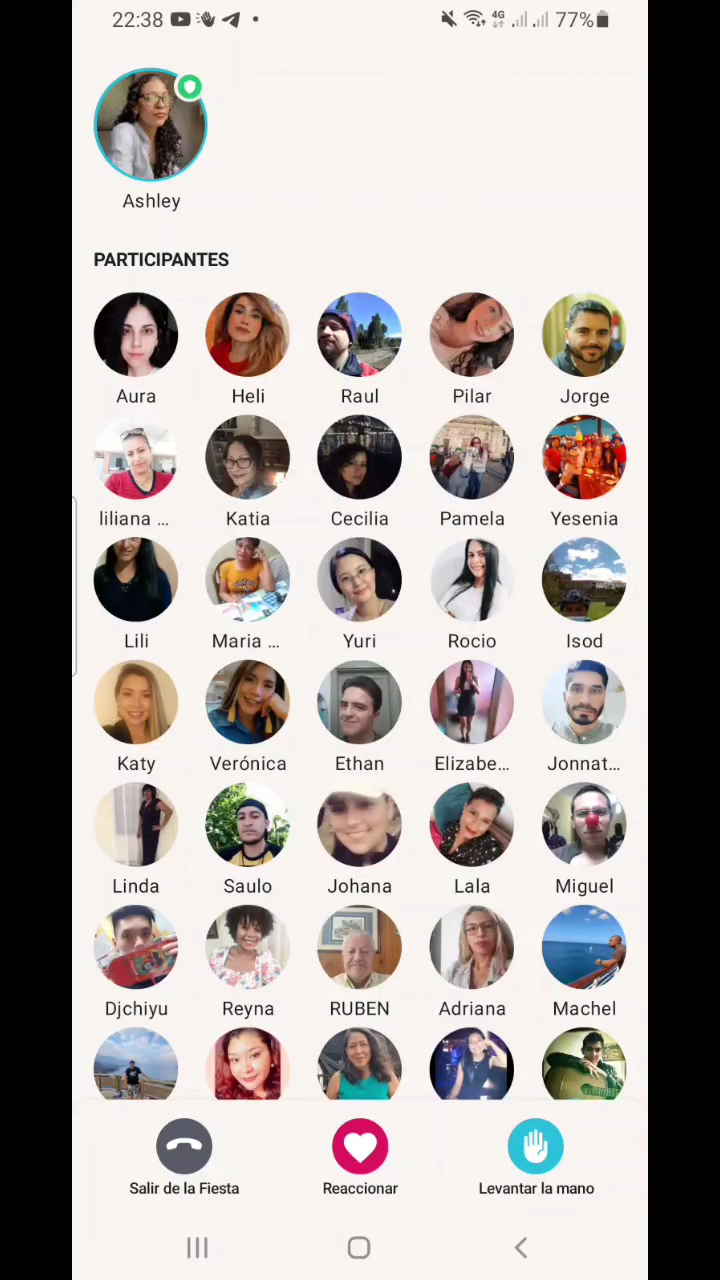 22:38 4G 77%
Ashley
PARTICIPANTES
Aura Heli Raul Pilar Jorge
liliana ... Katia Cecilia Pamela Yesenia
Lili Maria ... Yuri Rocio Isod
Katy Verónica Ethan Elizabe... Jonnat...
Linda Saulo Johana Lala Miguel
Djchiyu Reyna RUBEN Adriana Machel
Salir de la Fiesta Reaccionar Levantar la mano